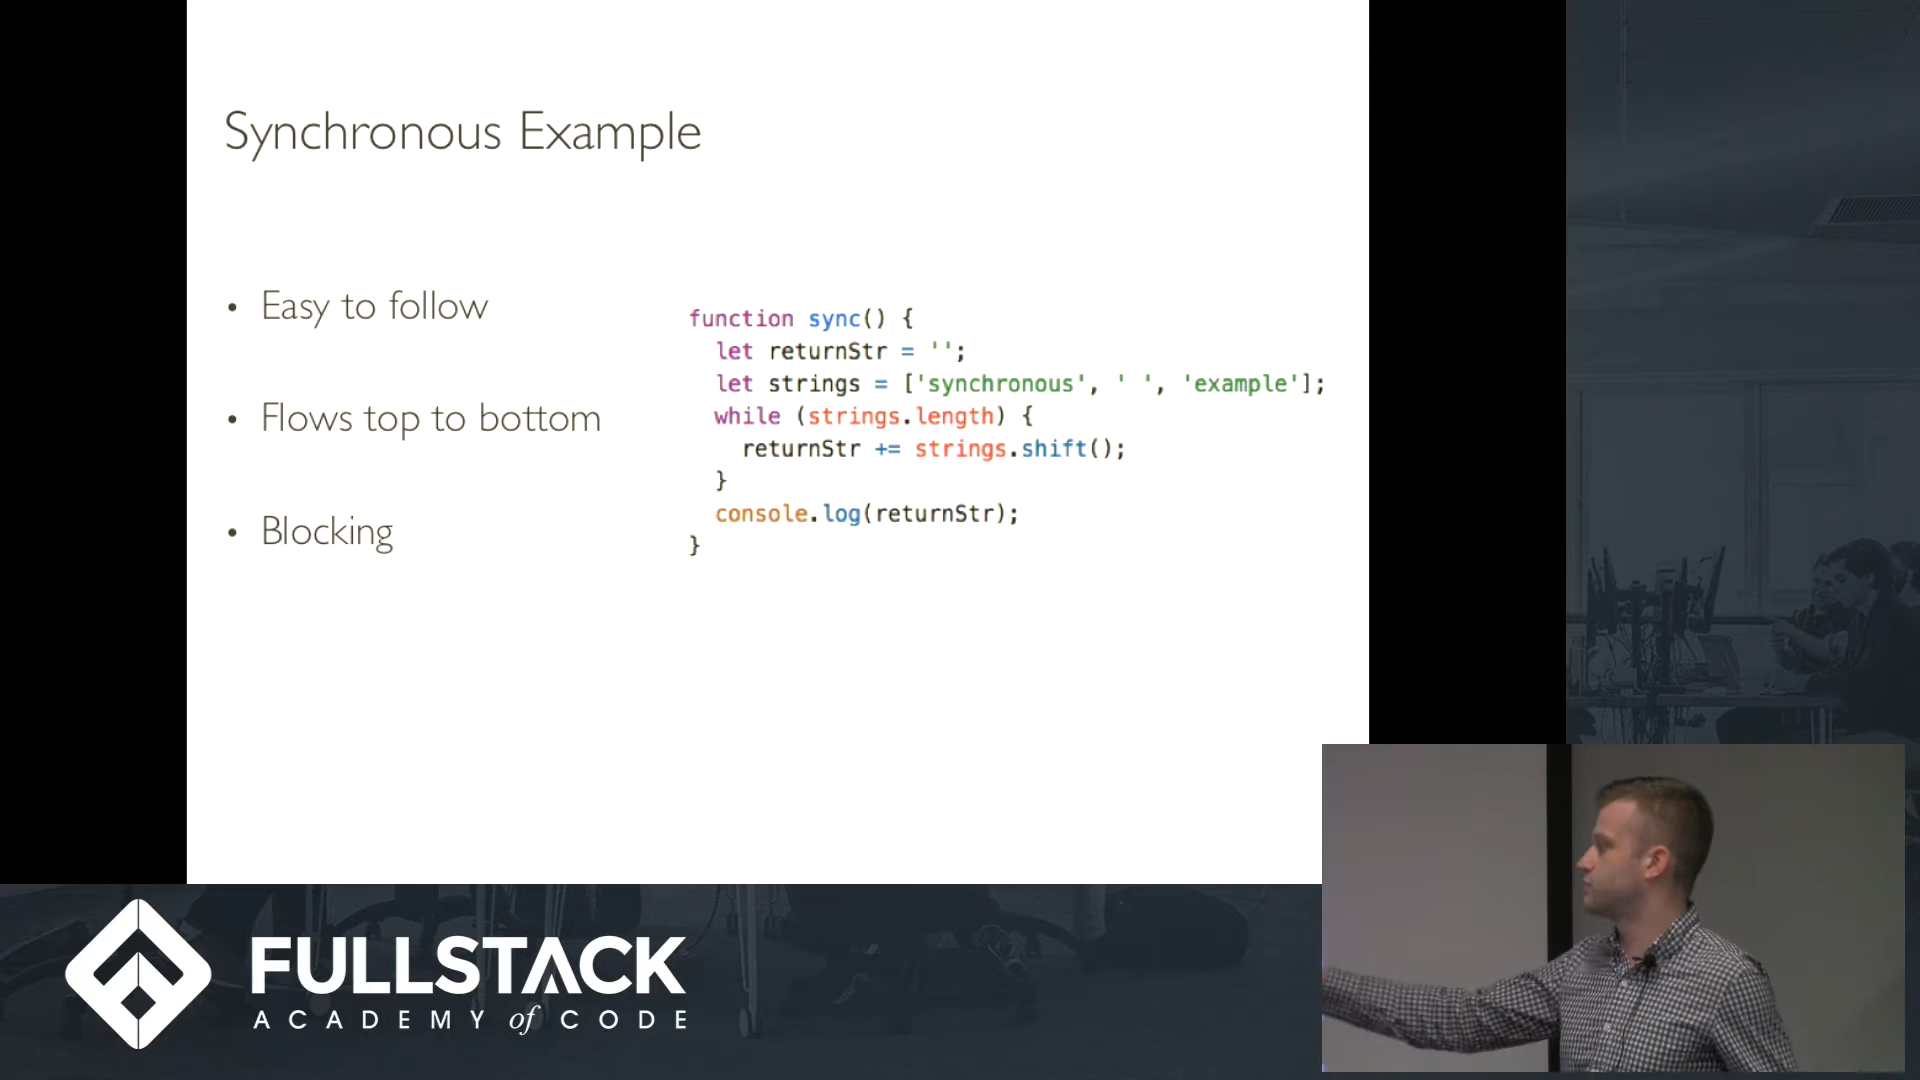 Synchronous Example
• Easy to follow
• Flows top to bottom
• Blocking
function sync() {
  let returnStr = '';
  let strings = ['synchronous', ' ', 'example'];
  while (strings.length) {
    returnStr += strings.shift();
  }
  console.log(returnStr);
}
FULLSTACK
ACADEMY of CODE